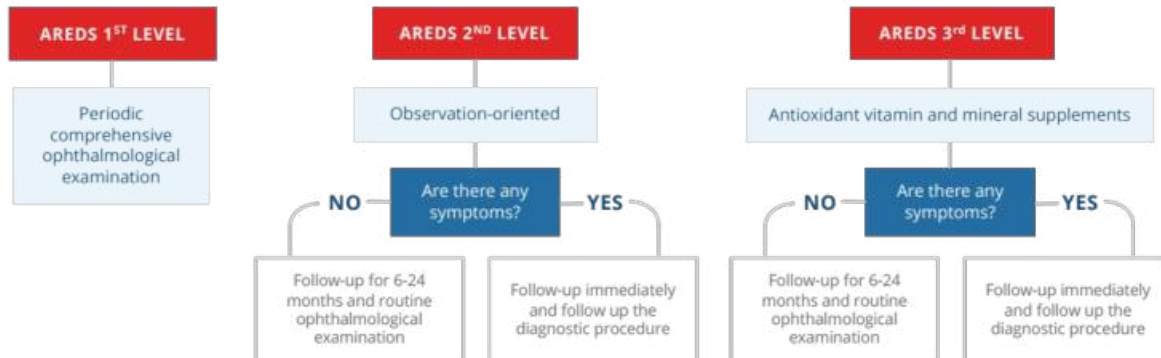 AREDS 1ST LEVEL
Periodic
comprehensive
ophthalmological
examination
AREDS 2ND LEVEL
Observation-oriented
Are there any
symptoms?
NO
YES
Follow-up for 6-24
months and routine
ophthalmological
examination
Follow-up immediately
and follow up the
diagnostic procedure
AREDS 3rd LEVEL
Antioxidant vitamin and mineral supplements
Are there any
symptoms?
NO
YES
Follow-up for 6-24
months and routine
ophthalmological
examination
Follow-up immediately
and follow up the
diagnostic procedure